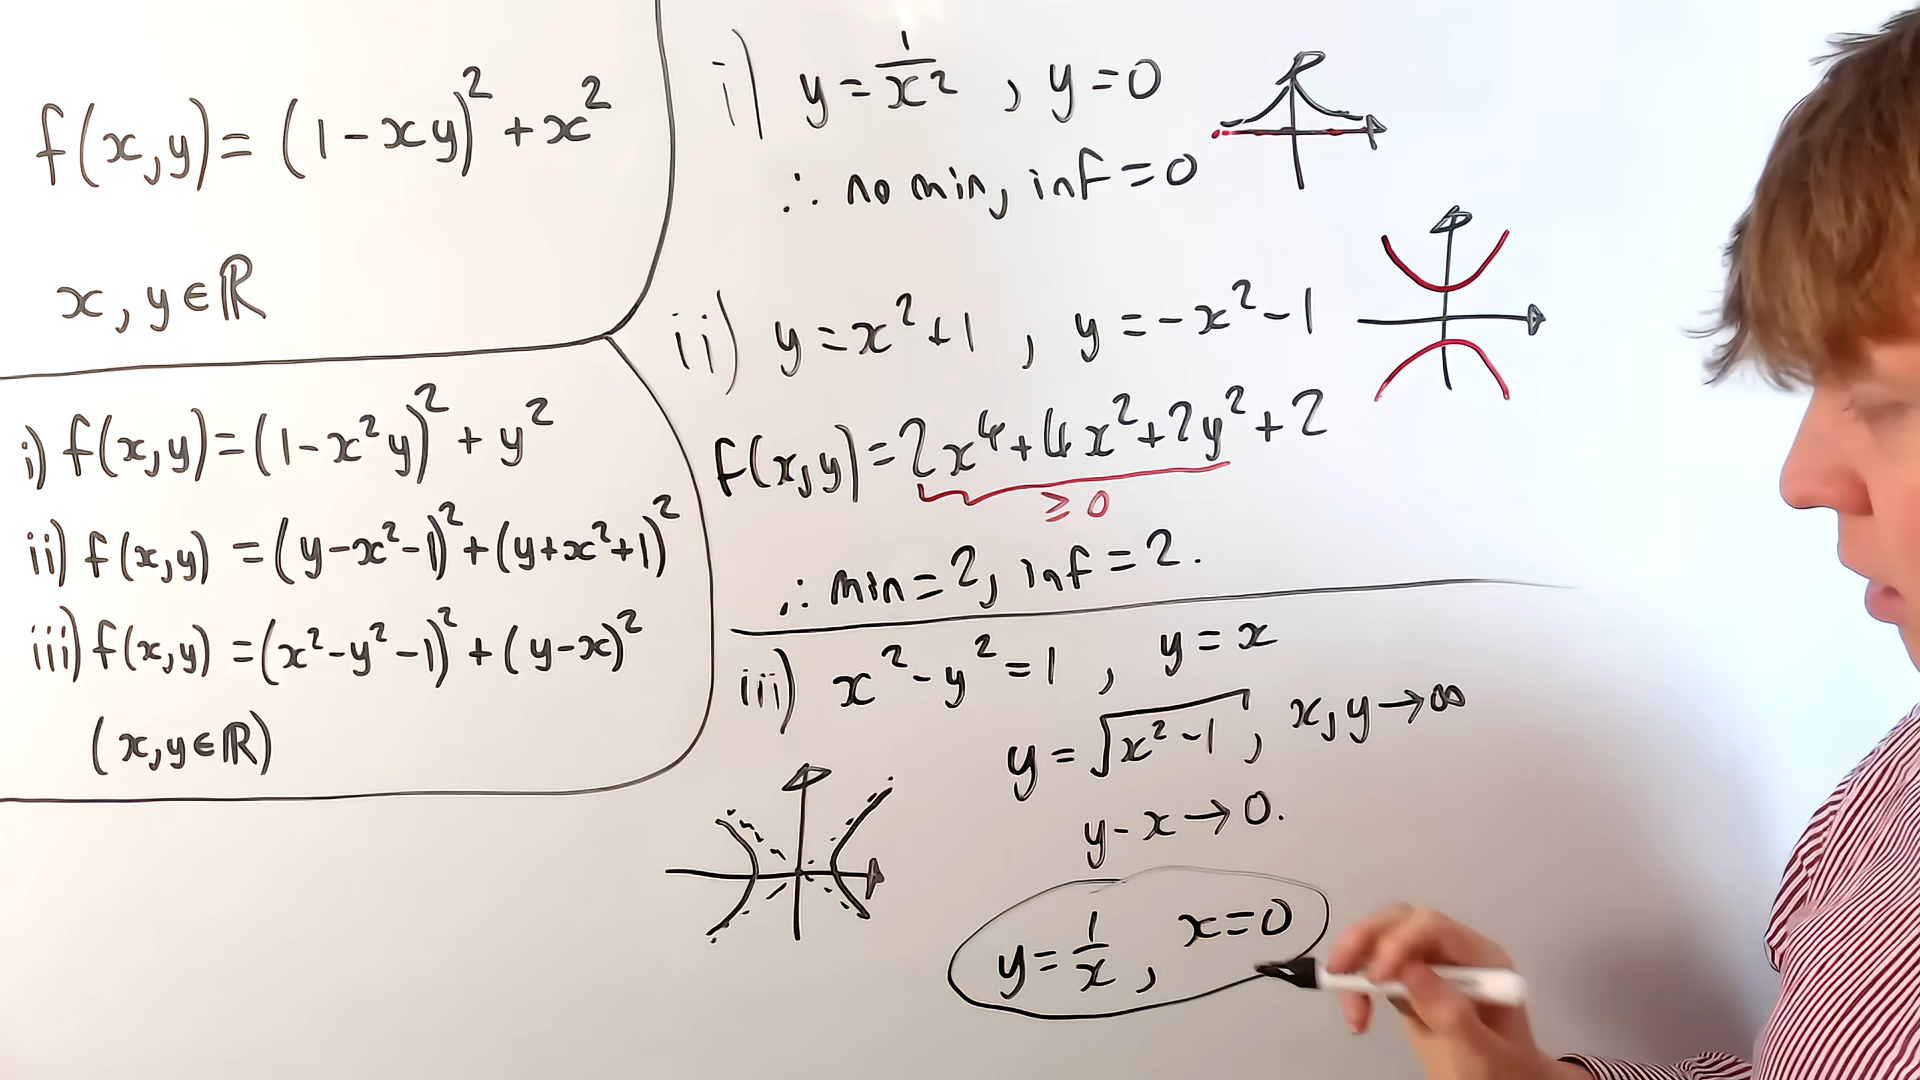 f(x,y) = (1-xy)² + x²
x, y ∈ ℝ
i) f(x,y) = (1-x²y)² + y²
ii) f(x,y) = (y-x²-1)² + (y+x²+1)²
iii) f(x,y) = (x²-y²-1)² + (y-x)²
(x,y ∈ ℝ)
i) y = 1/x² , y = 0
∴ no min, inf = 0
ii) y = x²+1 , y = -x²-1
f(x,y) = 2x⁴ + 4x² + 2y² + 2
≥ 0
∴ min = 2, inf = 2.
iii) x² - y² = 1 , y = x
y = √(x²-1) , x,y → ∞
y - x → 0.
y = 1/x , x = 0